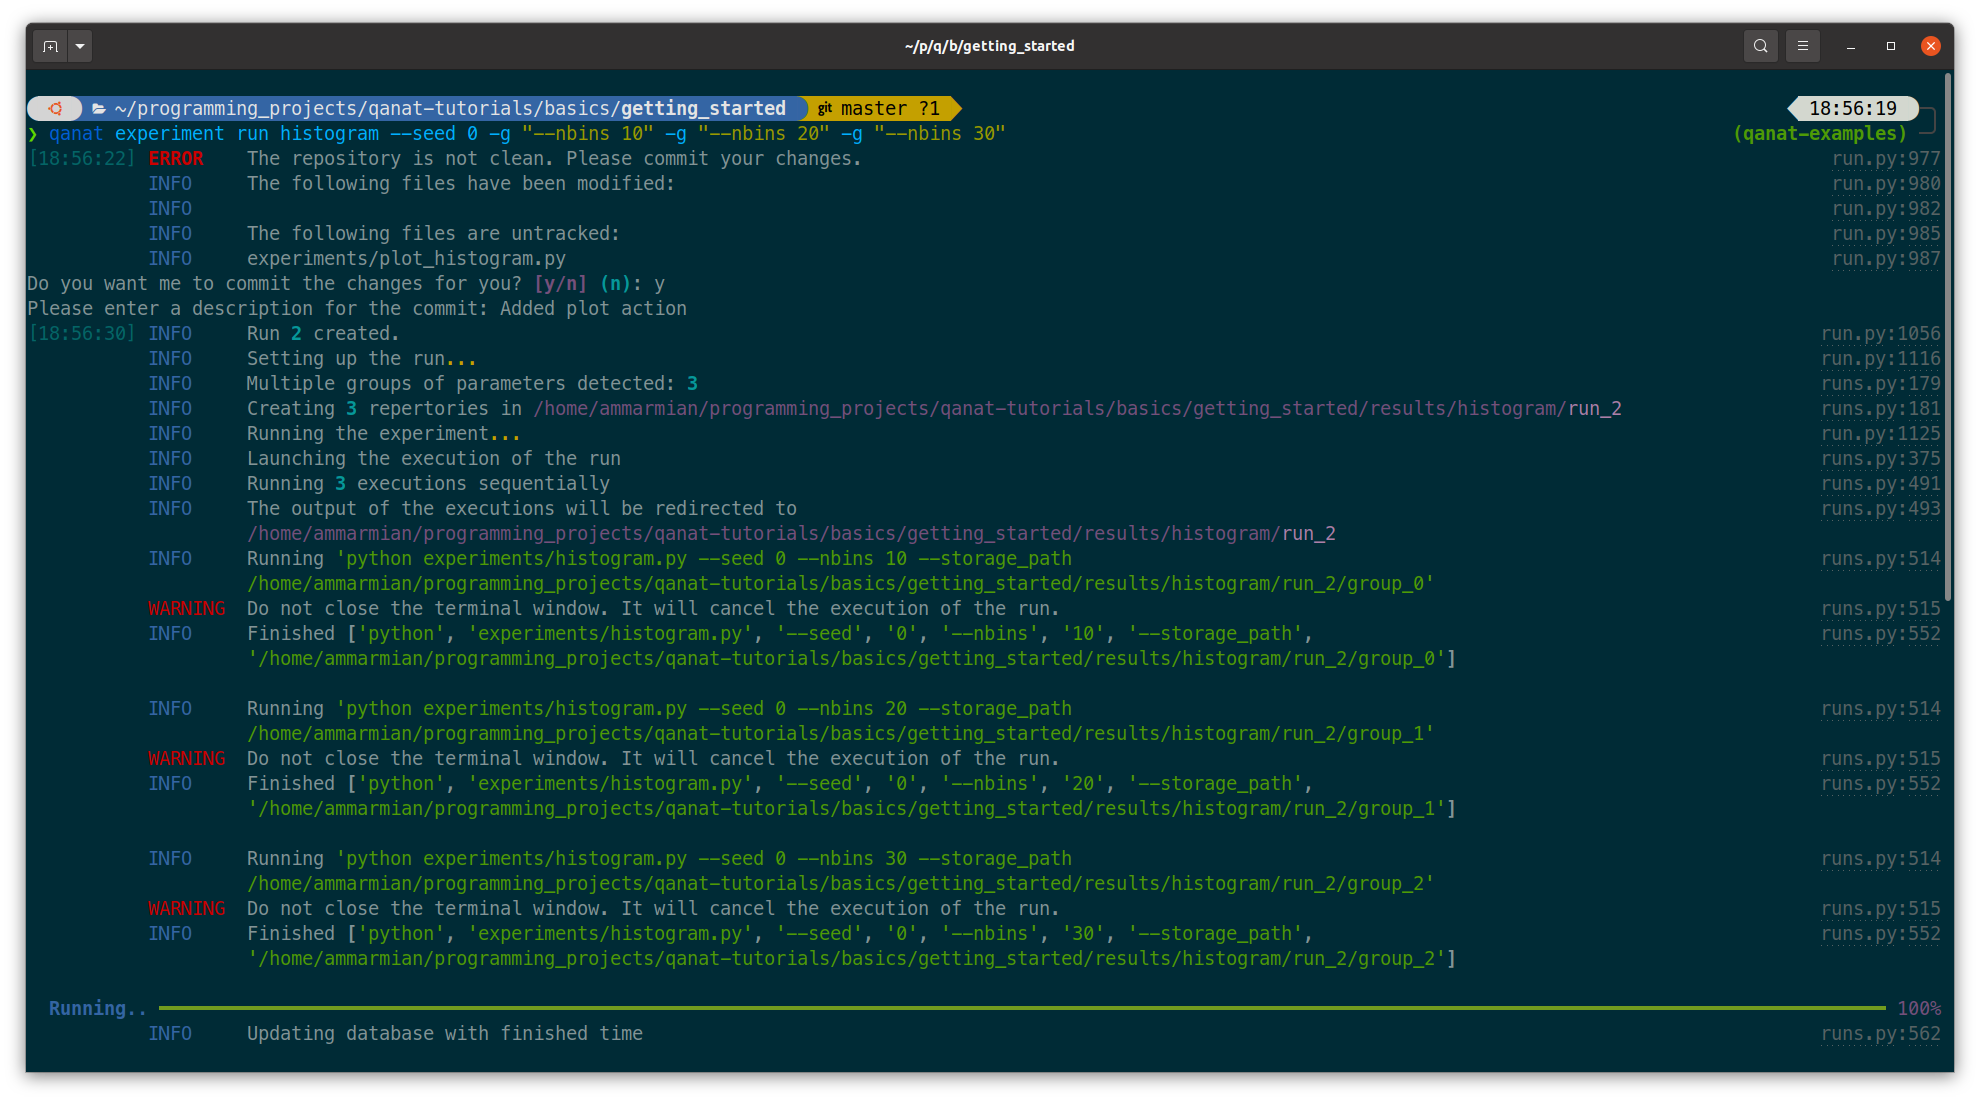 ~/p/q/b/getting_started
~/programming_projects/qanat-tutorials/basics/getting_started git master ?1 18:56:19
❯ qanat experiment run histogram --seed 0 -g "--nbins 10" -g "--nbins 20" -g "--nbins 30" (qanat-examples)
[18:56:22] ERROR The repository is not clean. Please commit your changes. run.py:977
INFO The following files have been modified: run.py:980
INFO run.py:982
INFO The following files are untracked: run.py:985
INFO experiments/plot_histogram.py run.py:987
Do you want me to commit the changes for you? [y/n] (n): y
Please enter a description for the commit: Added plot action
[18:56:30] INFO Run 2 created. run.py:1056
INFO Setting up the run... run.py:1116
INFO Multiple groups of parameters detected: 3 runs.py:179
INFO Creating 3 repertories in /home/ammarmian/programming_projects/qanat-tutorials/basics/getting_started/results/histogram/run_2 runs.py:181
INFO Running the experiment... run.py:1125
INFO Launching the execution of the run runs.py:375
INFO Running 3 executions sequentially runs.py:491
INFO The output of the executions will be redirected to runs.py:493
/home/ammarmian/programming_projects/qanat-tutorials/basics/getting_started/results/histogram/run_2
INFO Running 'python experiments/histogram.py --seed 0 --nbins 10 --storage_path runs.py:514
/home/ammarmian/programming_projects/qanat-tutorials/basics/getting_started/results/histogram/run_2/group_0'
WARNING Do not close the terminal window. It will cancel the execution of the run. runs.py:515
INFO Finished ['python', 'experiments/histogram.py', '--seed', '0', '--nbins', '10', '--storage_path', runs.py:552
'/home/ammarmian/programming_projects/qanat-tutorials/basics/getting_started/results/histogram/run_2/group_0']
INFO Running 'python experiments/histogram.py --seed 0 --nbins 20 --storage_path runs.py:514
/home/ammarmian/programming_projects/qanat-tutorials/basics/getting_started/results/histogram/run_2/group_1'
WARNING Do not close the terminal window. It will cancel the execution of the run. runs.py:515
INFO Finished ['python', 'experiments/histogram.py', '--seed', '0', '--nbins', '20', '--storage_path', runs.py:552
'/home/ammarmian/programming_projects/qanat-tutorials/basics/getting_started/results/histogram/run_2/group_1']
INFO Running 'python experiments/histogram.py --seed 0 --nbins 30 --storage_path runs.py:514
/home/ammarmian/programming_projects/qanat-tutorials/basics/getting_started/results/histogram/run_2/group_2'
WARNING Do not close the terminal window. It will cancel the execution of the run. runs.py:515
INFO Finished ['python', 'experiments/histogram.py', '--seed', '0', '--nbins', '30', '--storage_path', runs.py:552
'/home/ammarmian/programming_projects/qanat-tutorials/basics/getting_started/results/histogram/run_2/group_2']
Running.. 100%
INFO Updating database with finished time runs.py:562